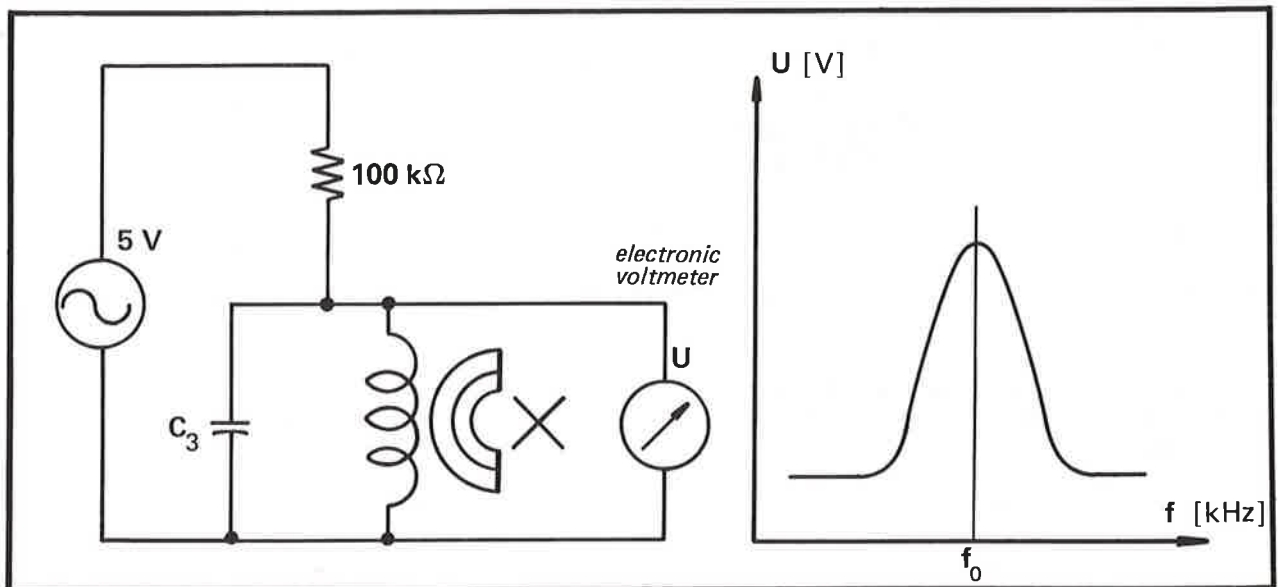 5 V
100 kΩ
electronic
voltmeter
U
C3
U [V]
f [kHz]
f0